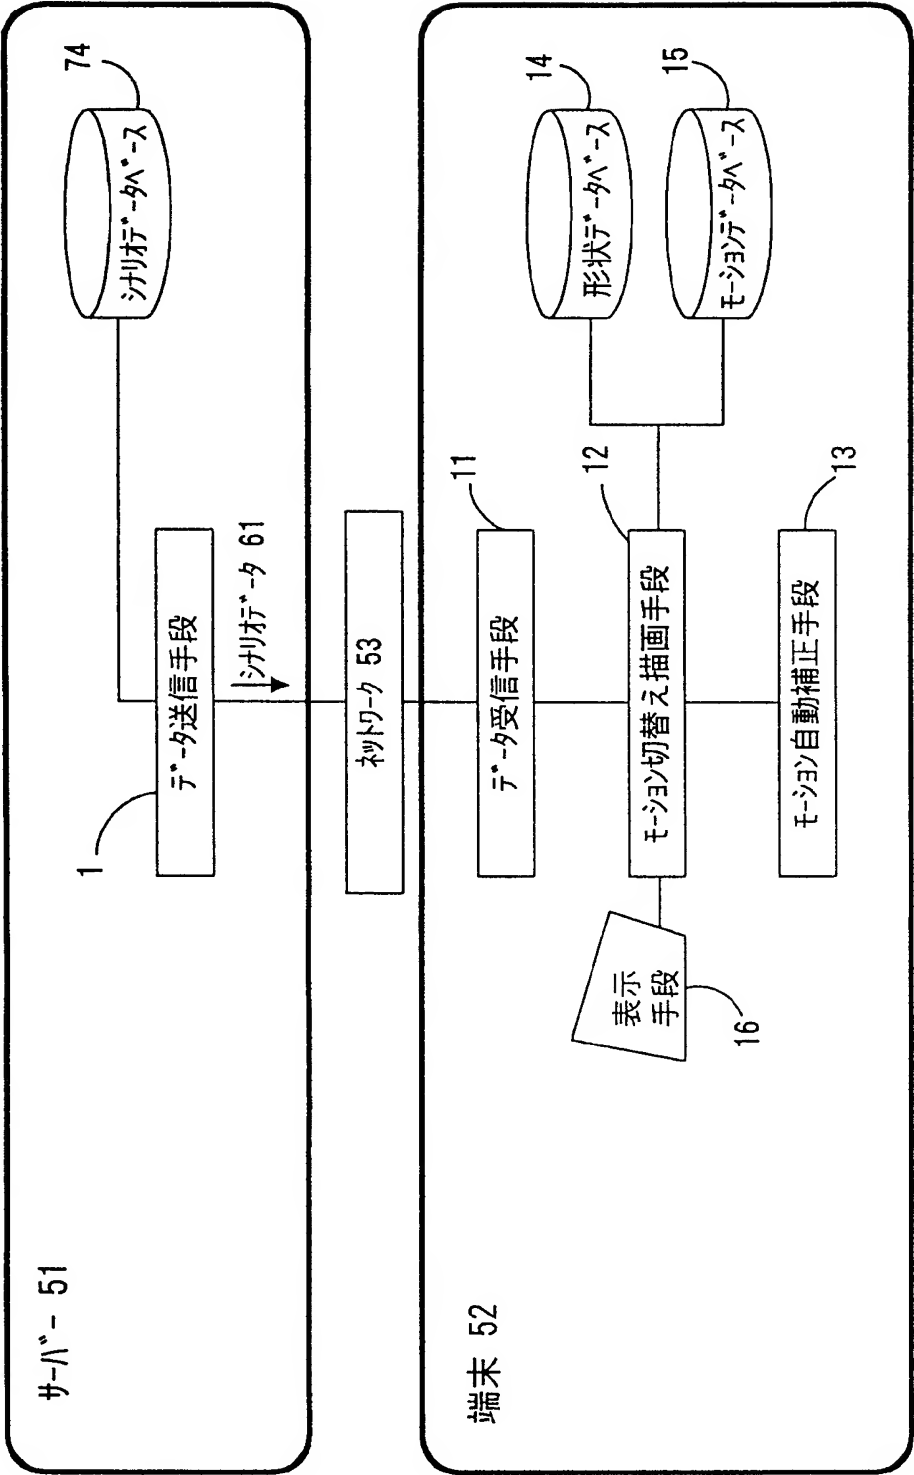 サーバー 51
1
データ送信手段
シナリオデータ 61
シナリオデータベース
74
ネットワーク 53
端末 52
データ受信手段
11
表示
手段
16
モーション切替え描画手段
12
モーション自動補正手段
13
形状データベース
14
モーションデータベース
15